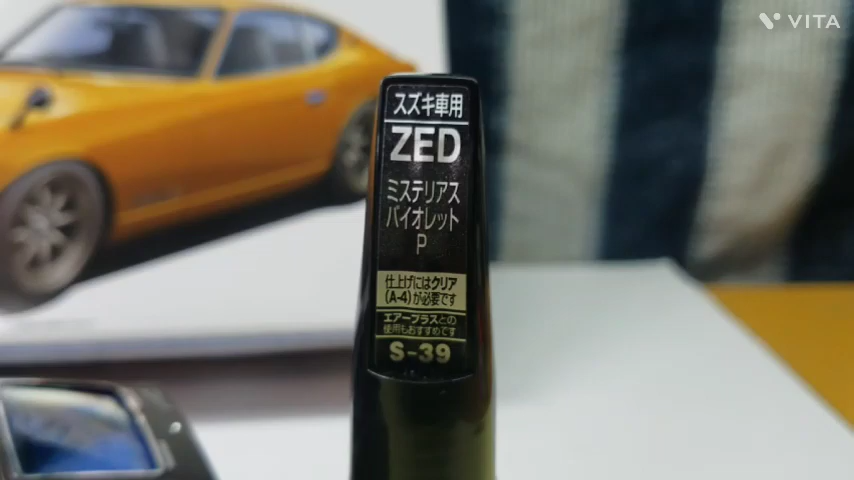 VITA
スズキ車用
ZED
ミステリアス
バイオレット
P
仕上げにはクリア
(A-4)が必要です
エアープラスとの
使用もおすすめです
S-39